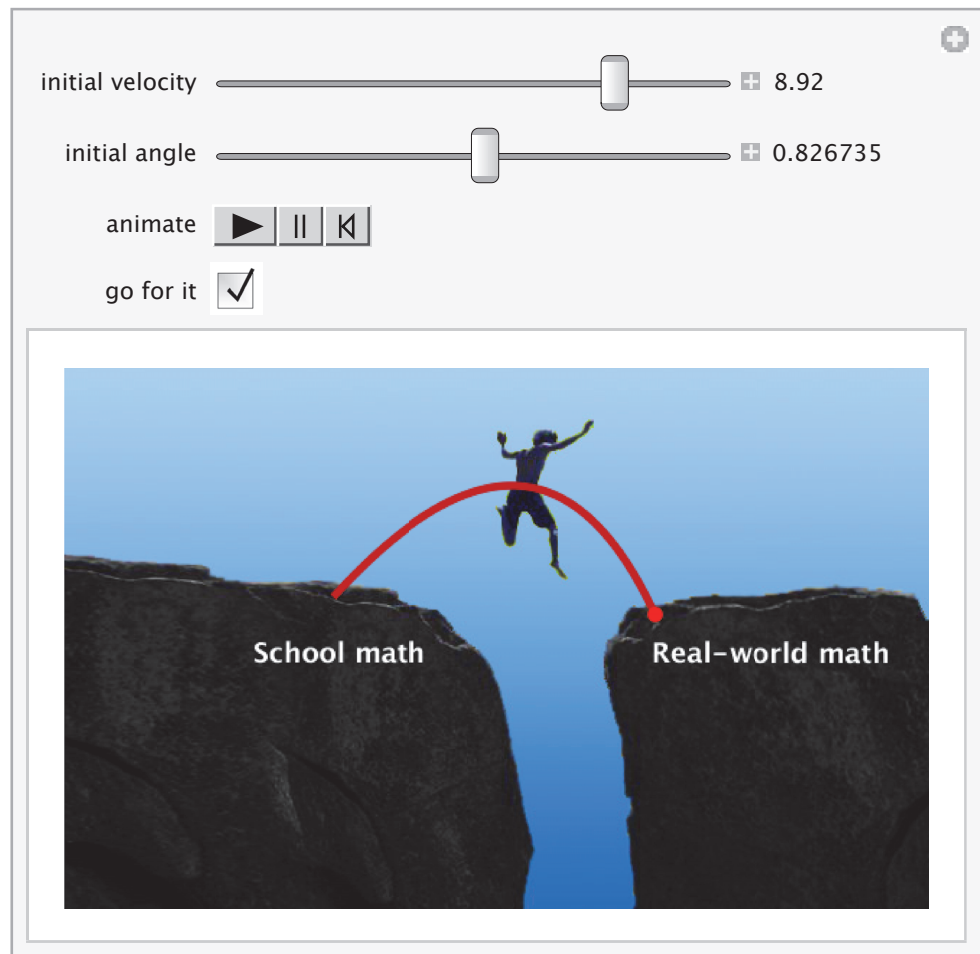 initial velocity 8.92
initial angle 0.826735
animate
go for it
School math Real-world math